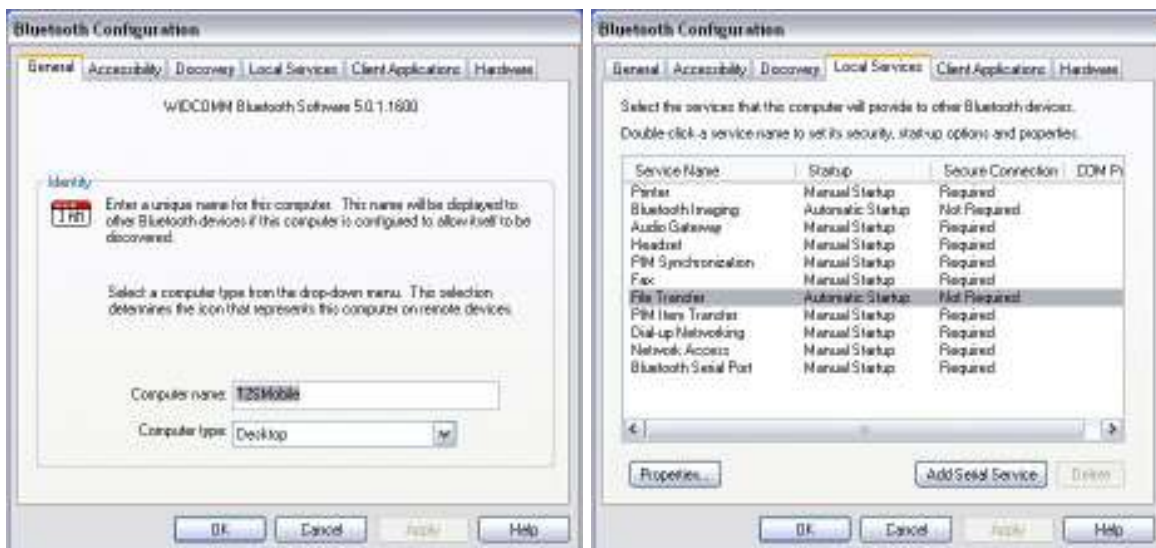 Bluetooth Configuration
General Accessibility Discovery Local Services Client Applications Hardware
WIDCOMM Bluetooth Software 5.0.1.1600
Identity
Enter a unique name for this computer. This name will be displayed to
other Bluetooth devices if this computer is configured to allow itself to be
discovered.
Select a computer type from the drop-down menu. This selection
determines the icon that represents this computer on remote devices.
Computer name: T2SMobile
Computer type: Desktop
OK Cancel Apply Help
Bluetooth Configuration
General Accessibility Discovery Local Services Client Applications Hardware
Select the services that this computer will provide to other Bluetooth devices.
Double-click a service name to set its security, start-up options and properties.
Service Name Startup Secure Connection COM P
Printer Manual Startup Required
Bluetooth Imaging Automatic Startup Not Required
Audio Gateway Manual Startup Required
Headset Manual Startup Required
PIM Synchronization Manual Startup Required
Fax Manual Startup Required
File Transfer Automatic Startup Not Required
PIM Item Transfer Manual Startup Required
Dial-up Networking Manual Startup Required
Network Access Manual Startup Required
Bluetooth Serial Port Manual Startup Required
Properties... Add Serial Service Delete
OK Cancel Apply Help